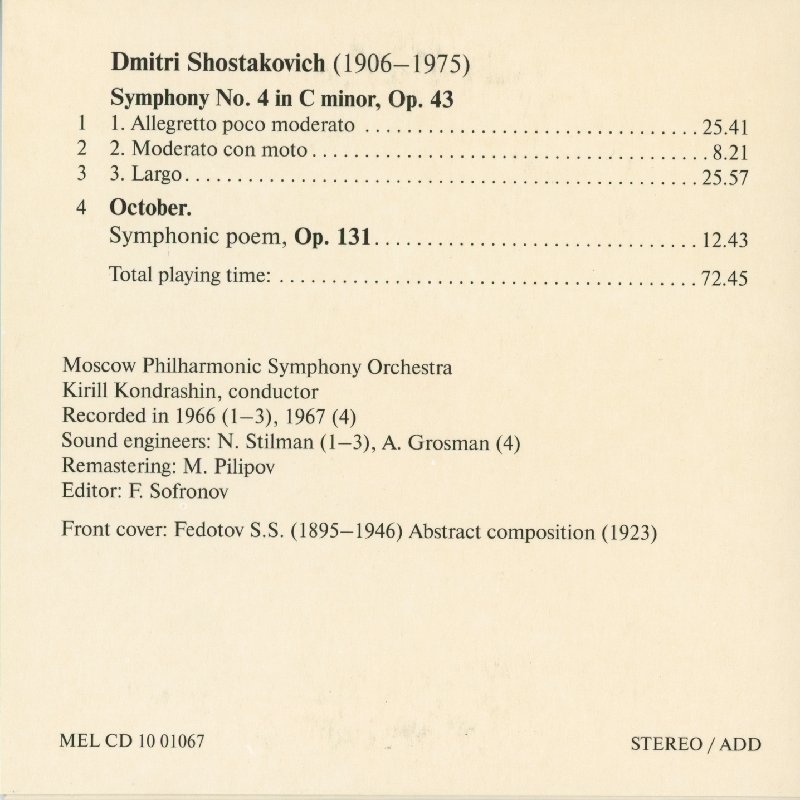 Dmitri Shostakovich (1906–1975)
Symphony No. 4 in C minor, Op. 43
1 1. Allegretto poco moderato ................................ 25.41
2 2. Moderato con moto ...................................... 8.21
3 3. Largo .................................................. 25.57
4 October.
Symphonic poem, Op. 131 ............................... 12.43
Total playing time: ........................................ 72.45
Moscow Philharmonic Symphony Orchestra
Kirill Kondrashin, conductor
Recorded in 1966 (1–3), 1967 (4)
Sound engineers: N. Stilman (1–3), A. Grosman (4)
Remastering: M. Pilipov
Editor: F. Sofronov
Front cover: Fedotov S.S. (1895–1946) Abstract composition (1923)
MEL CD 10 01067 STEREO / ADD